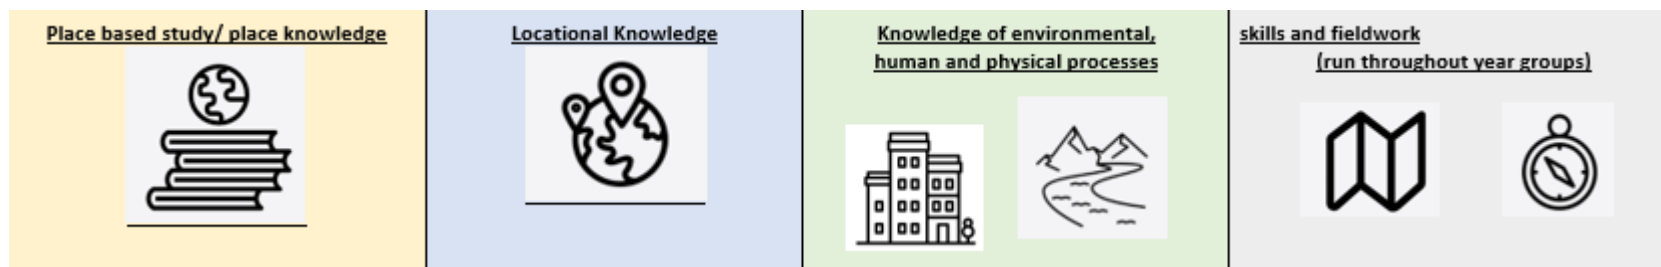 Place based study/ place knowledge
Locational Knowledge
Knowledge of environmental,
human and physical processes
skills and fieldwork
(run throughout year groups)